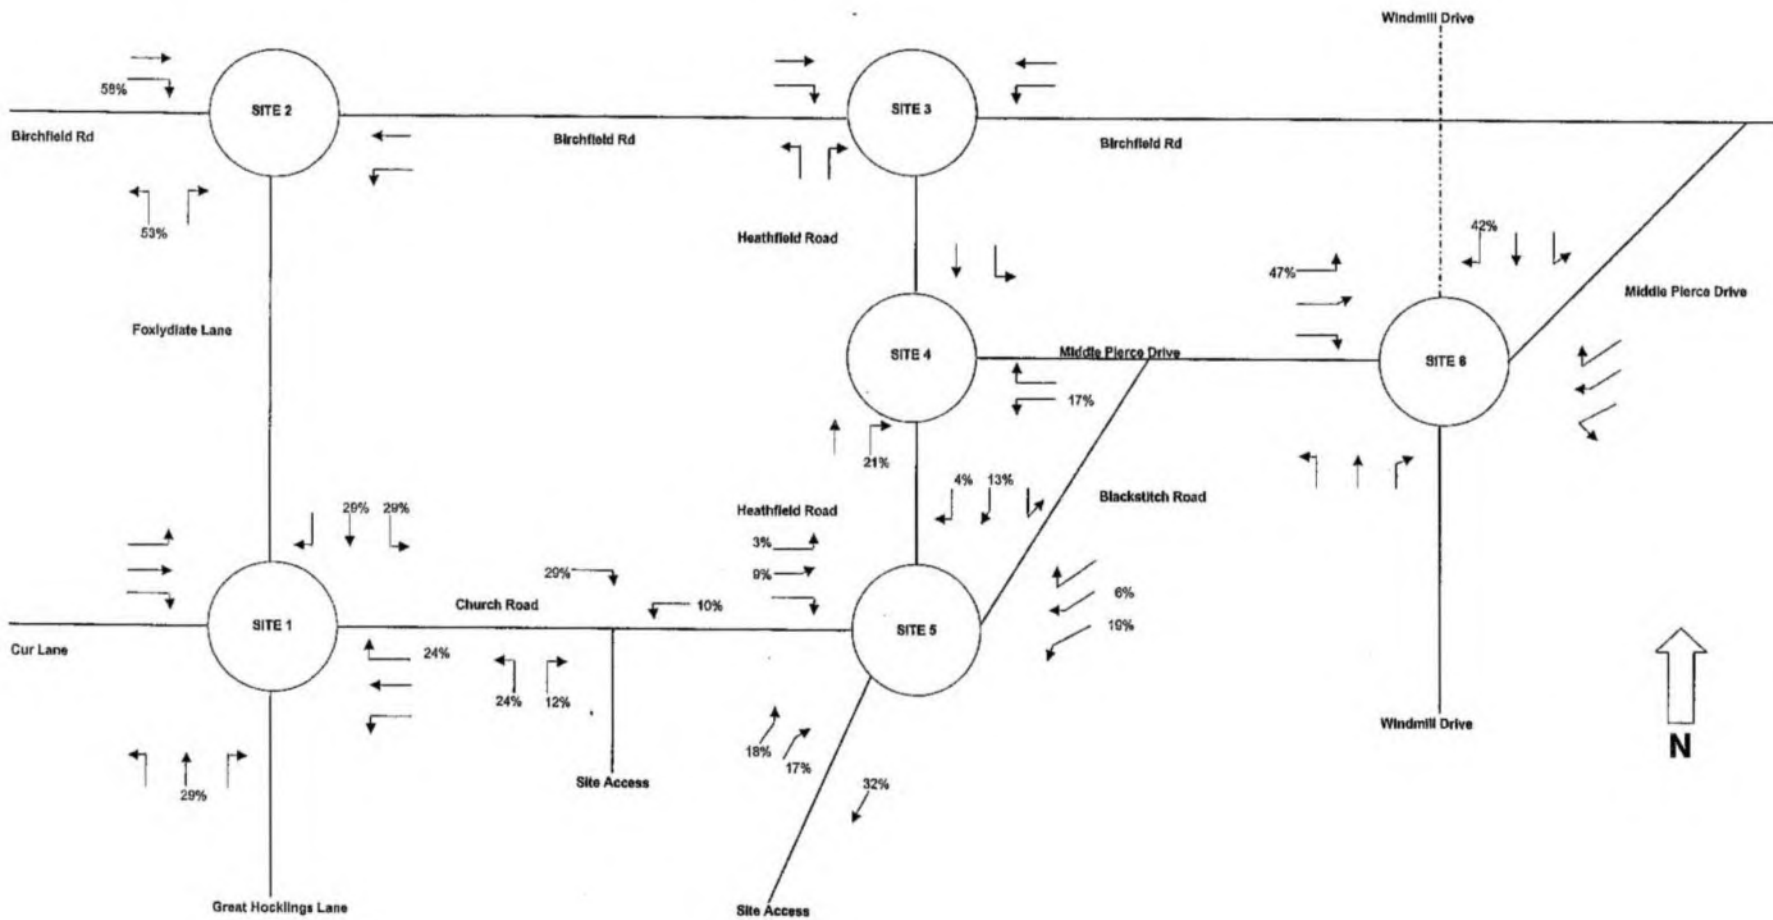 Windmill Drive
58%
SITE 2
SITE 3
Birchfield Rd
Birchfield Rd
Birchfield Rd
53%
Heathfield Road
42%
47%
Middle Pierce Drive
Foxlydiate Lane
SITE 4
Middle Pierce Drive
SITE 6
17%
21%
4%
13%
Blackstitch Road
29%
29%
Heathfield Road
3%
29%
9%
Church Road
10%
6%
SITE 1
SITE 5
19%
Cur Lane
24%
24%
12%
Windmill Drive
18%
17%
N
Site Access
32%
29%
Great Hocklings Lane
Site Access